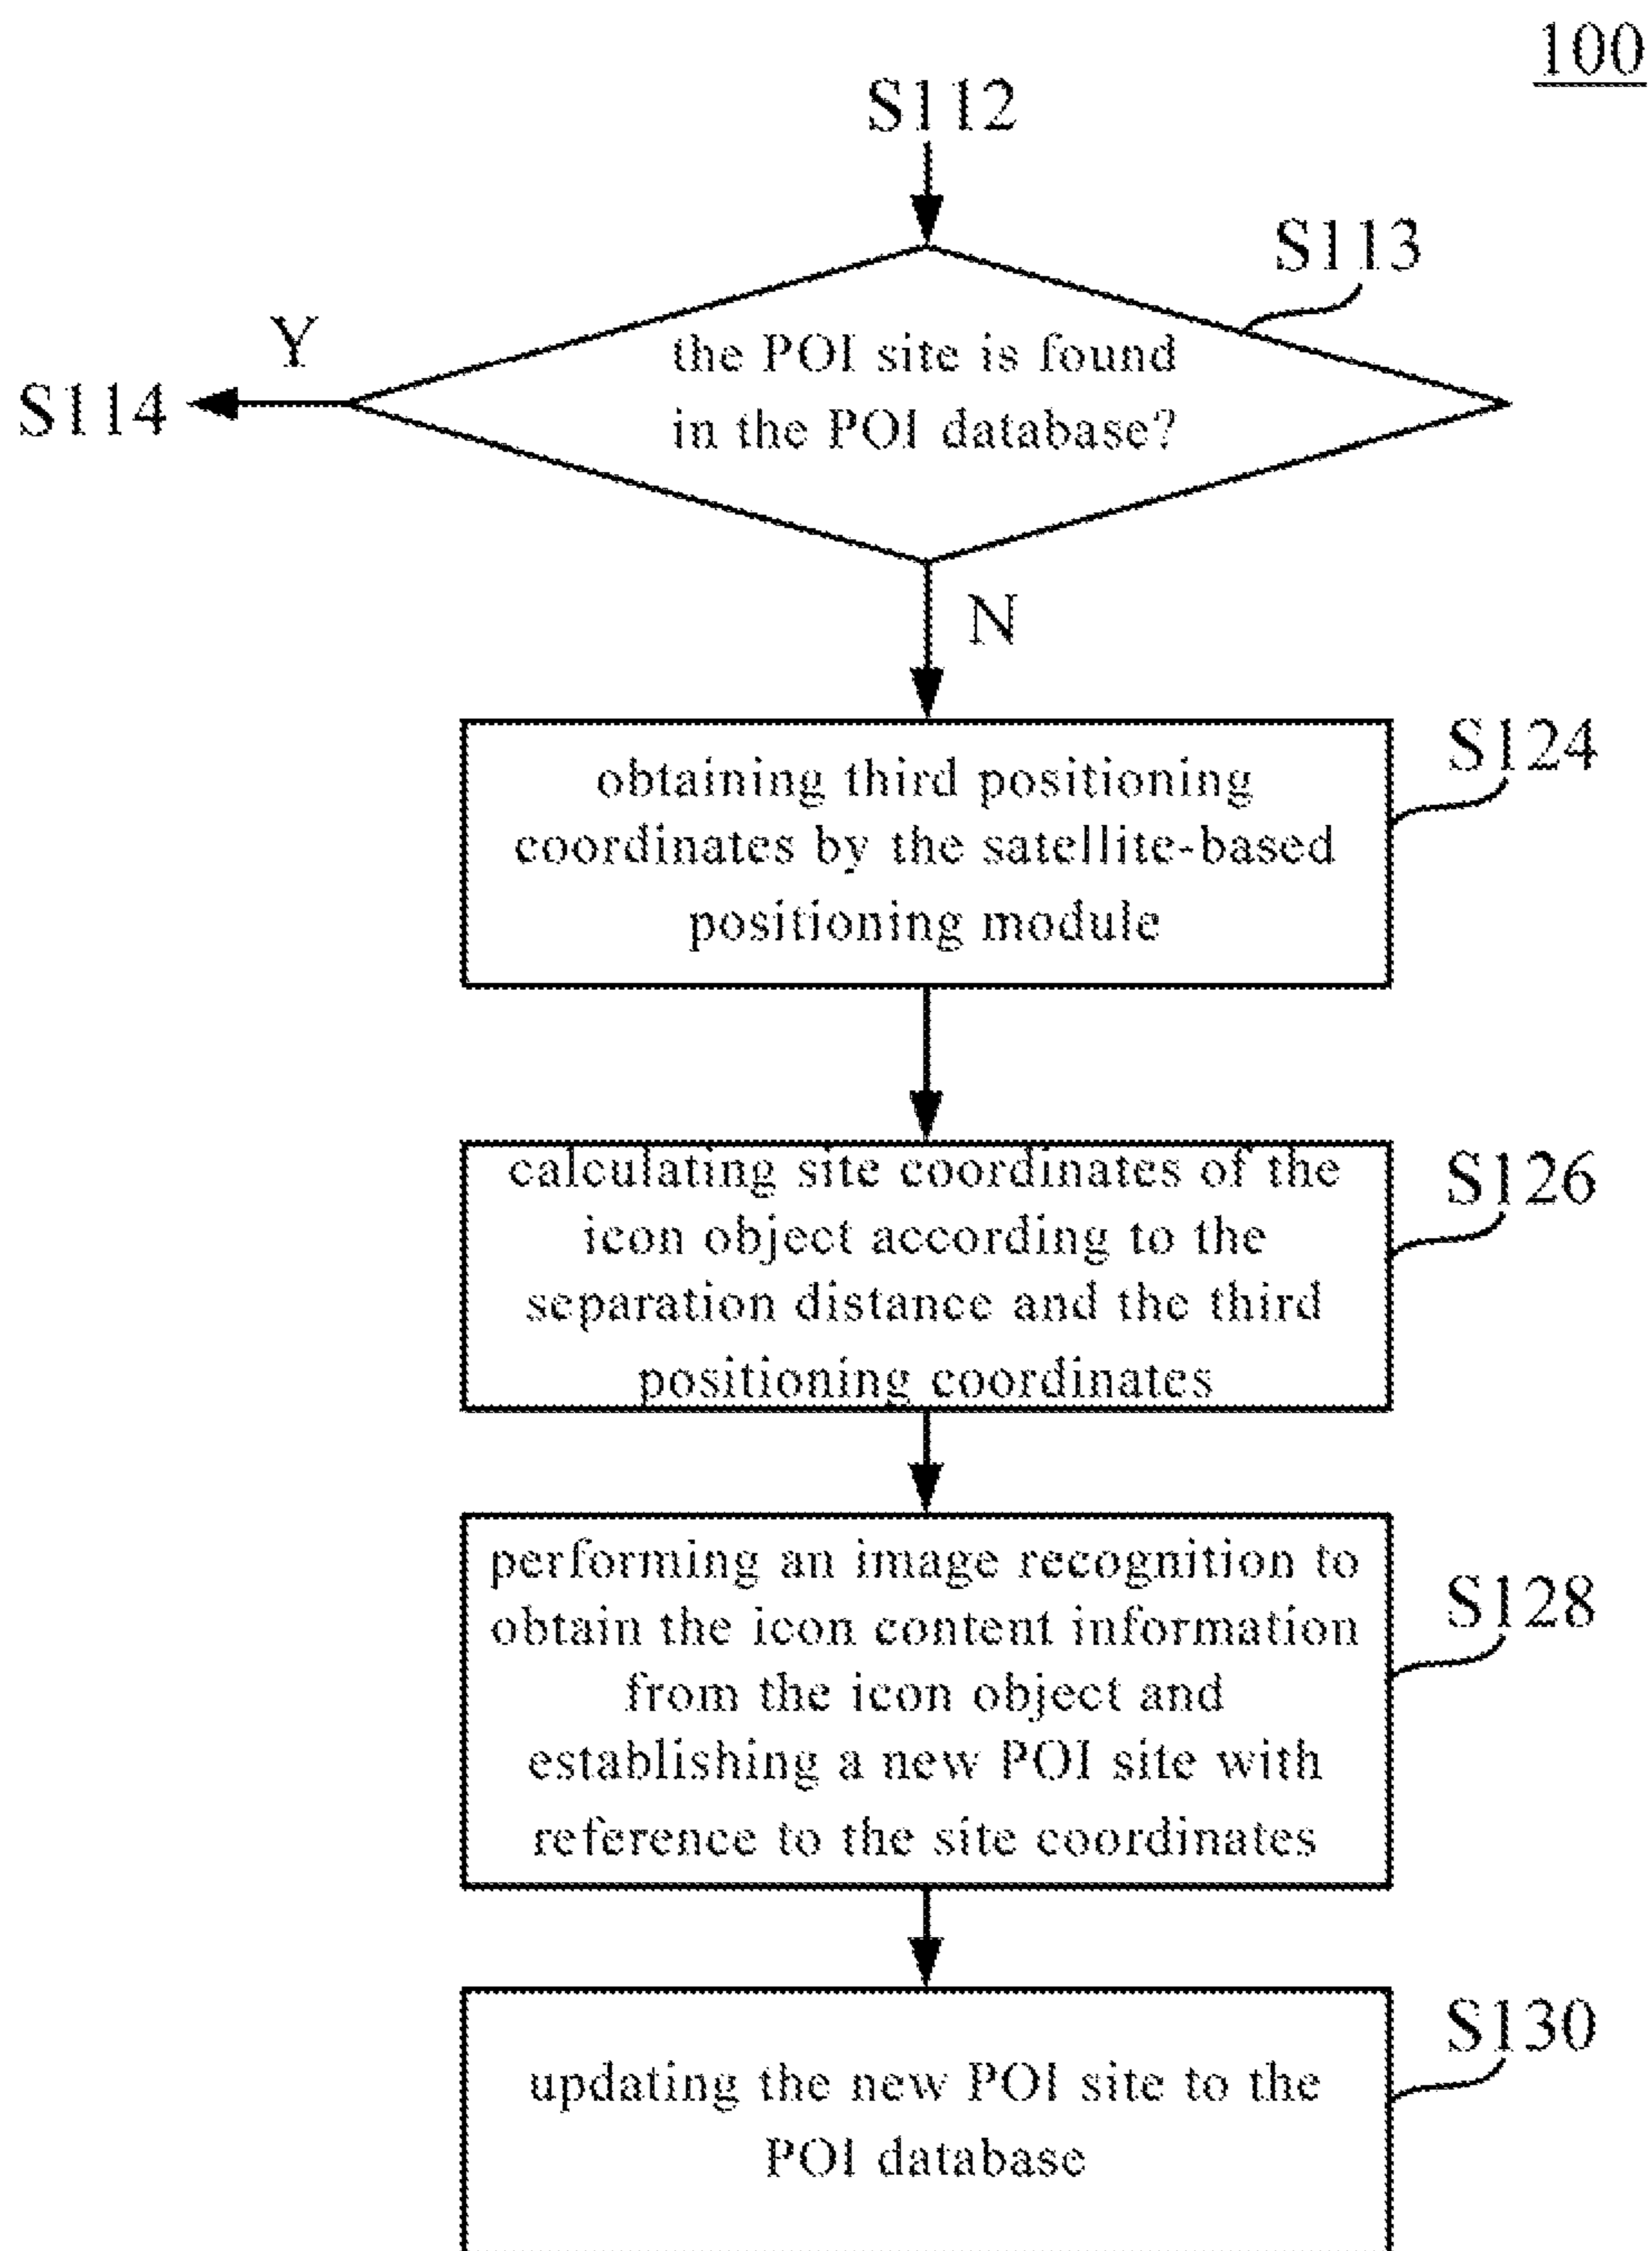 100
S112
S113
the POI site is found
in the POI database?
Y
S114
N
S124
obtaining third positioning
coordinates by the satellite-based
positioning module
S126
calculating site coordinates of the
icon object according to the
separation distance and the third
positioning coordinates
S128
performing an image recognition to
obtain the icon content information
from the icon object and
establishing a new POI site with
reference to the site coordinates
S130
updating the new POI site to the
POI database